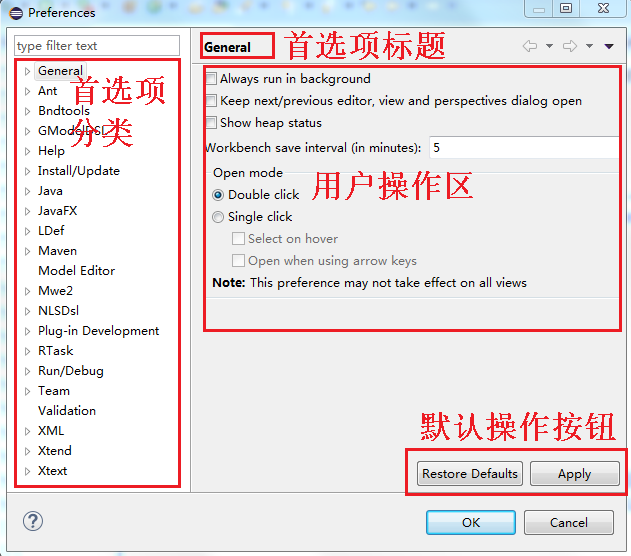 Preferences
type filter text
General
首选项标题
General
Ant
首选项
Bndtools
分类
GModelDSL
Help
Install/Update
Java
JavaFX
LDef
Maven
Model Editor
Mwe2
NLSDsl
Plug-in Development
RTask
Run/Debug
Team
Validation
XML
Xtend
Xtext
Always run in background
Keep next/previous editor, view and perspectives dialog open
Show heap status
Workbench save interval (in minutes): 5
Open mode
用户操作区
Double click
Single click
Select on hover
Open when using arrow keys
Note: This preference may not take effect on all views
默认操作按钮
Restore Defaults Apply
? OK Cancel